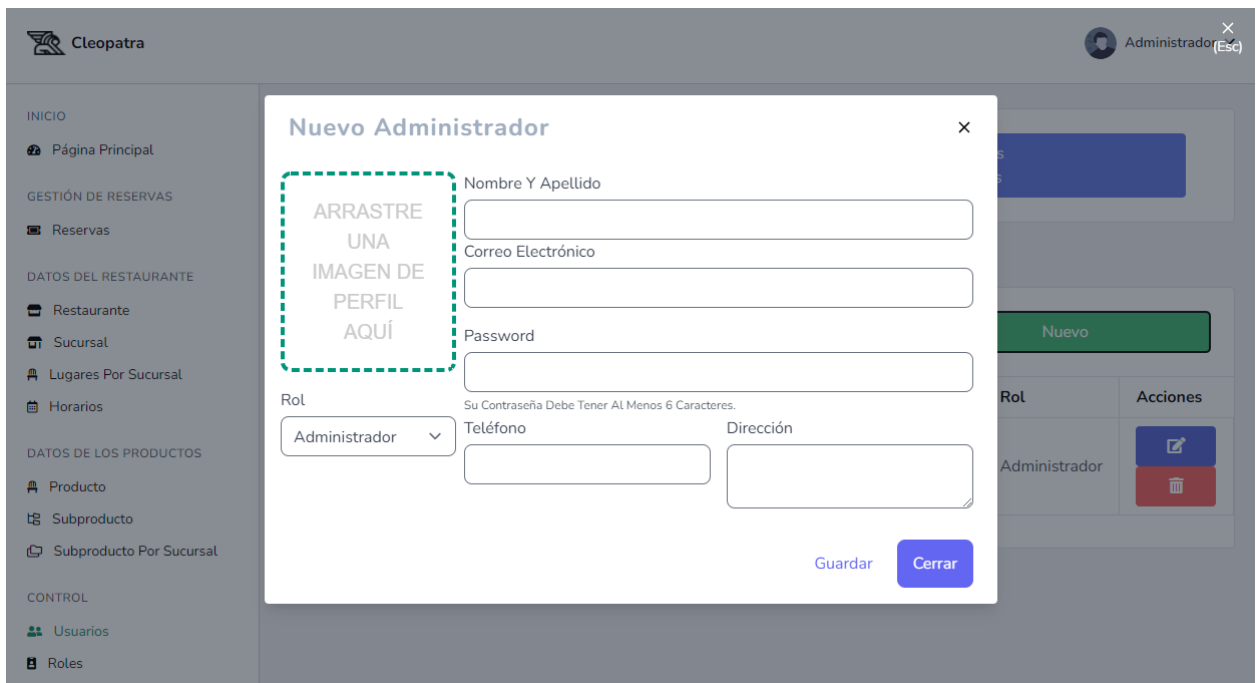 Cleopatra
Administrador
(Esc)
INICIO
Página Principal
GESTIÓN DE RESERVAS
Reservas
DATOS DEL RESTAURANTE
Restaurante
Sucursal
Lugares Por Sucursal
Horarios
DATOS DE LOS PRODUCTOS
Producto
Subproducto
Subproducto Por Sucursal
CONTROL
Usuarios
Roles
Nuevo Administrador
ARRASTRE
UNA
IMAGEN DE
PERFIL
AQUÍ
Rol
Administrador
Nombre Y Apellido
Correo Electrónico
Password
Su Contraseña Debe Tener Al Menos 6 Caracteres.
Teléfono
Dirección
Guardar
Cerrar
s
s
Nuevo
Rol
Acciones
Administrador